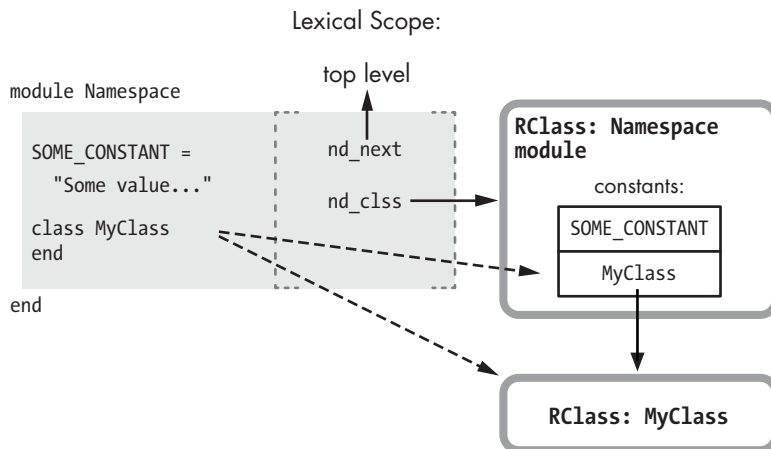 Lexical Scope:
top level
module Namespace
SOME_CONSTANT =
"Some value..."
class MyClass
end
end
nd_next
nd_clss
RClass: Namespace
module
constants:
SOME_CONSTANT
MyClass
RClass: MyClass